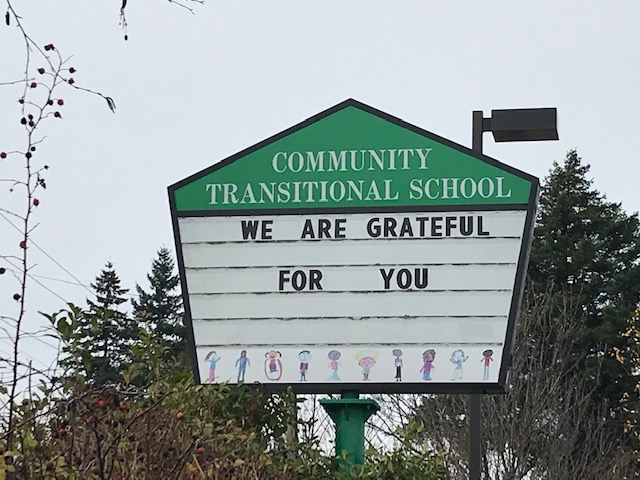 COMMUNITY
TRANSITIONAL SCHOOL
WE ARE GRATEFUL
FOR YOU